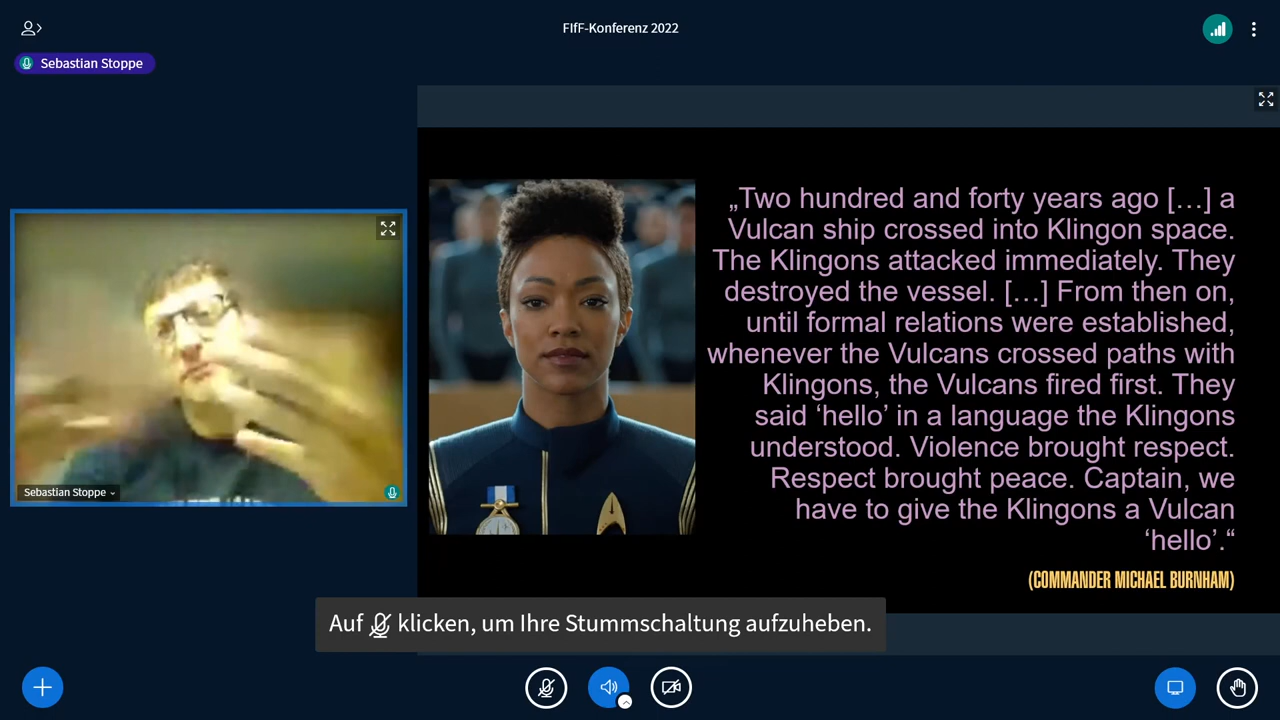 FIfF-Konferenz 2022
Sebastian Stoppe
„Two hundred and forty years ago […] a
Vulcan ship crossed into Klingon space.
The Klingons attacked immediately. They
destroyed the vessel. […] From then on,
until formal relations were established,
whenever the Vulcans crossed paths with
Klingons, the Vulcans fired first. They
said ‘hello’ in a language the Klingons
understood. Violence brought respect.
Respect brought peace. Captain, we
have to give the Klingons a Vulcan
‘hello’.“
(COMMANDER MICHAEL BURNHAM)
Sebastian Stoppe
Auf klicken, um Ihre Stummschaltung aufzuheben.